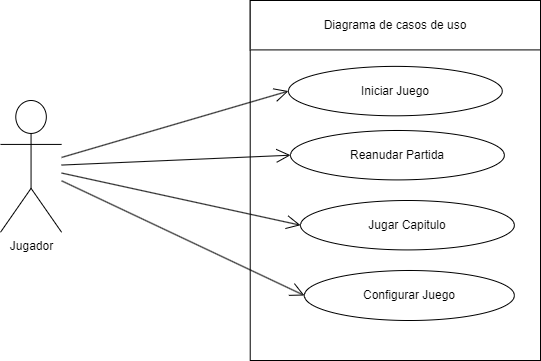 Diagrama de casos de uso
Iniciar Juego
Reanudar Partida
Jugar Capitulo
Configurar Juego
Jugador